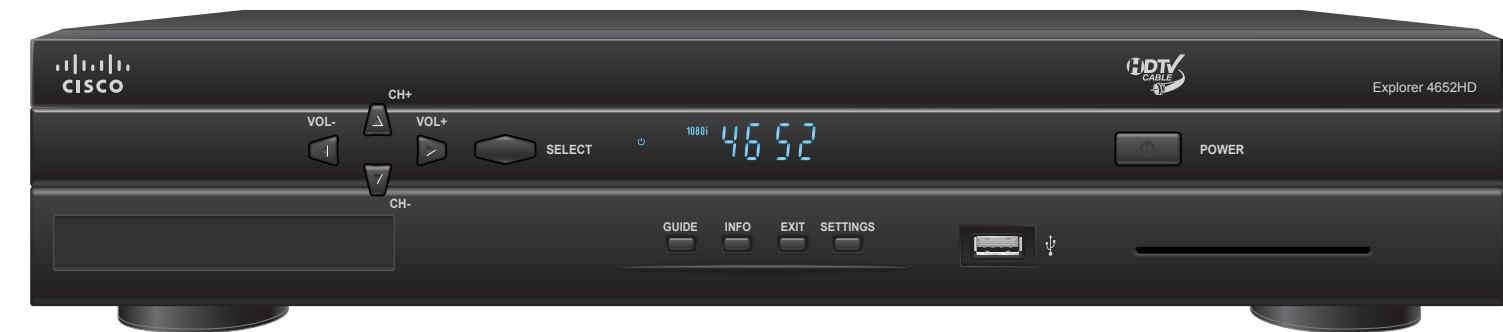 CISCO
HDTV
CABLE
Explorer 4652HD
CH+
VOL-
VOL+
SELECT
1080i
4652
POWER
CH-
GUIDE
INFO
EXIT
SETTINGS